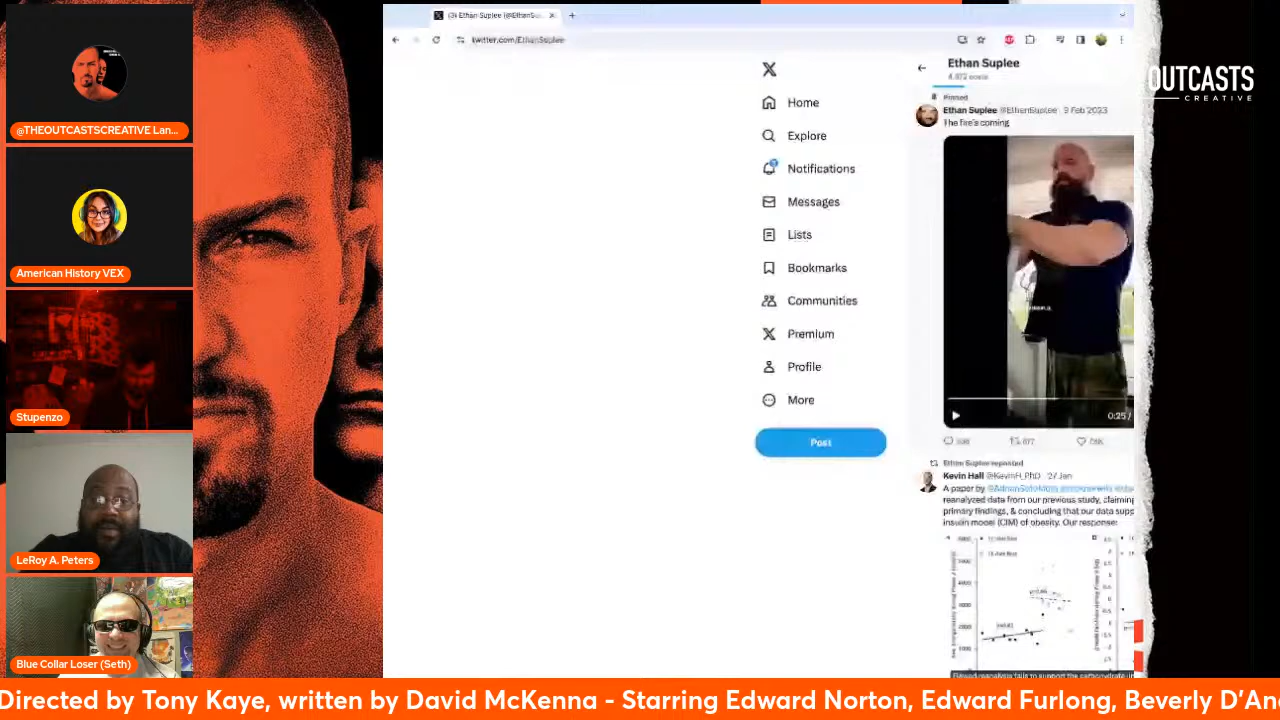 @THEOUTCASTSCREATIVE Lan...
American History VEX
Stupenzo
LeRoy A. Peters
Blue Collar Loser (Seth)
twitter.com/EthanSuplee
Home
Explore
Notifications
Messages
Lists
Bookmarks
Communities
Premium
Profile
More
Post
Ethan Suplee
4,872 posts
Pinned
Ethan Suplee @EthanSuplee · 9 Feb 2023
The fire's coming
0:25 /
Ethan Suplee reposted
Kevin Hall @KevinH_PhD · 27 Jan
A paper by
reanalyzed data from our previous study, claiming
primary findings, & concluding that our data supp
insulin model (CIM) of obesity. Our response:
OUTCASTS
CREATIVE
Directed by Tony Kaye, written by David McKenna - Starring Edward Norton, Edward Furlong, Beverly D'An